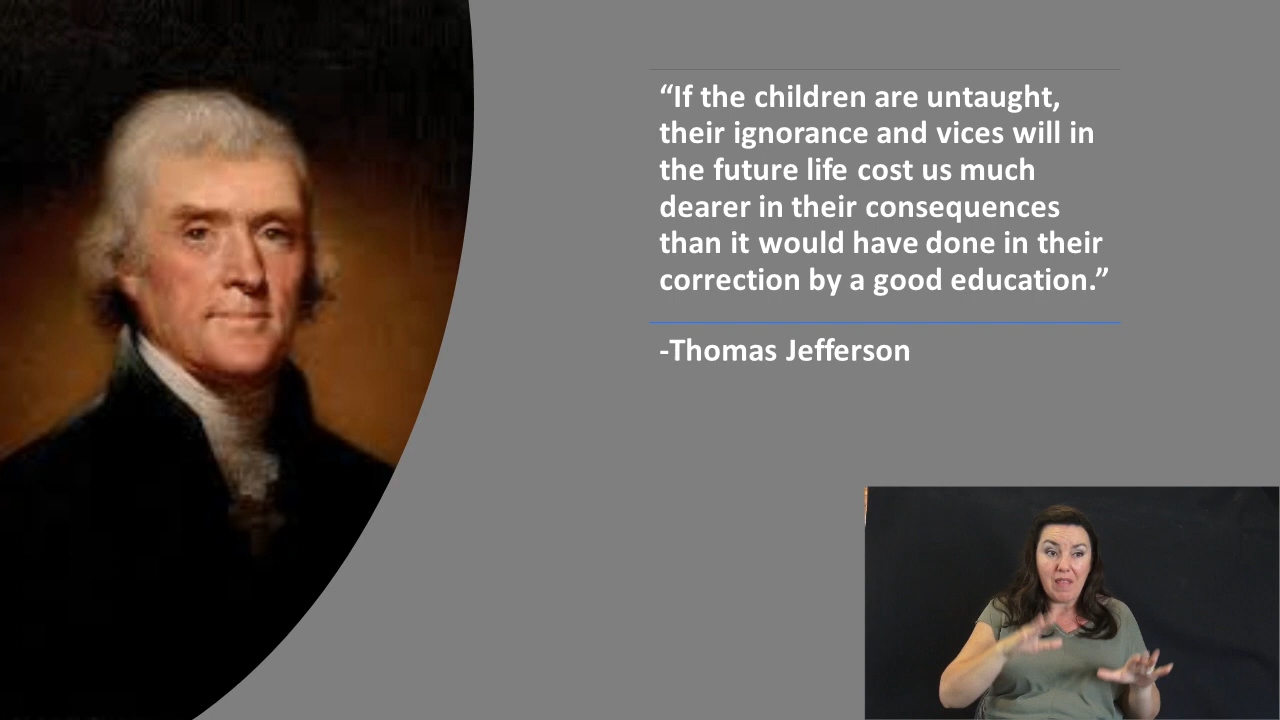 “If the children are untaught,
their ignorance and vices will in
the future life cost us much
dearer in their consequences
than it would have done in their
correction by a good education.”
-Thomas Jefferson